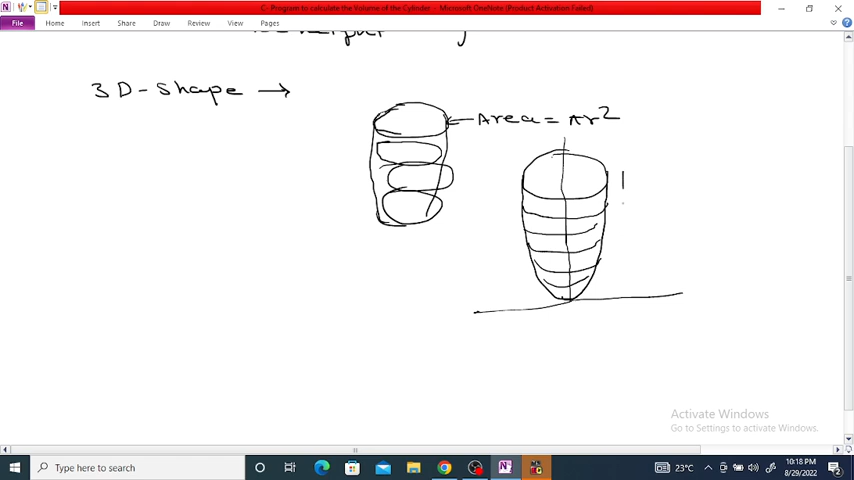 C- Program to calculate the Volume of the Cylinder - Microsoft OneNote (Product Activation Failed)
File Home Insert Share Draw History Review View Pages
3D-Shape →
Area = πr²
Activate Windows
Go to Settings to activate Windows.
Type here to search
23°C
10:18 PM
8/29/2022
2